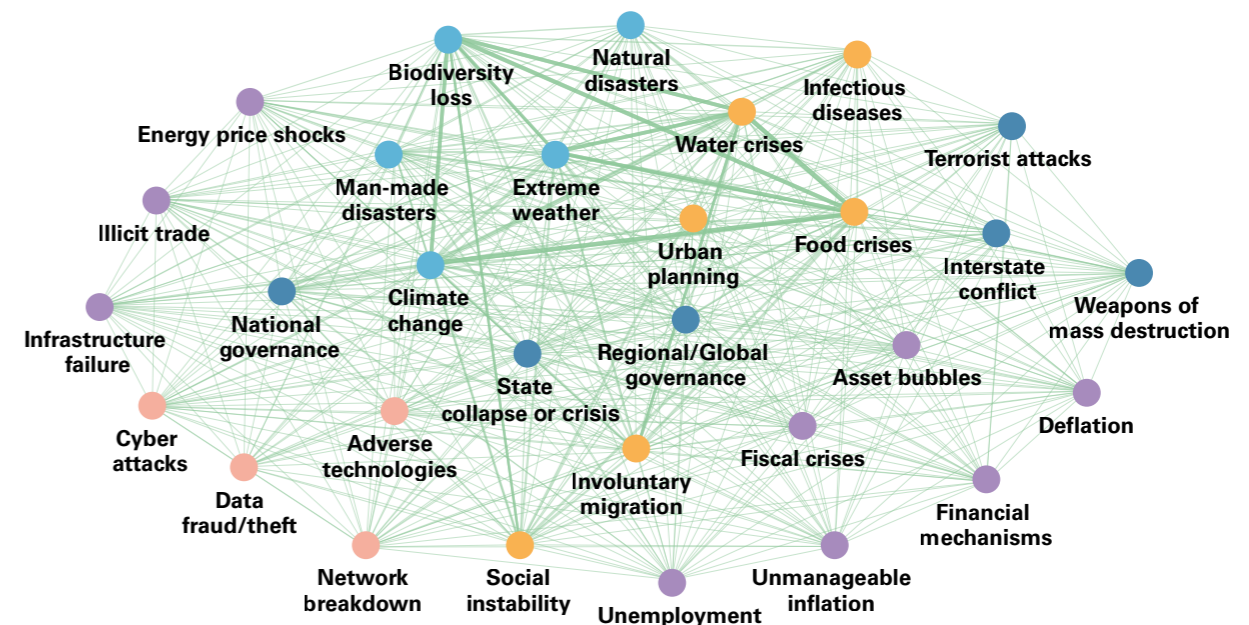 Biodiversity
loss
Natural
disasters
Infectious
diseases
Energy price shocks
Water crises
Terrorist attacks
Man-made
disasters
Extreme
weather
Illicit trade
Urban
planning
Food crises
Interstate
conflict
Climate
change
Weapons of
mass destruction
National
governance
Infrastructure
failure
Regional/Global
governance
State
collapse or crisis
Asset bubbles
Deflation
Cyber
attacks
Adverse
technologies
Fiscal crises
Involuntary
migration
Data
fraud/theft
Financial
mechanisms
Network
breakdown
Social
instability
Unemployment
Unmanageable
inflation